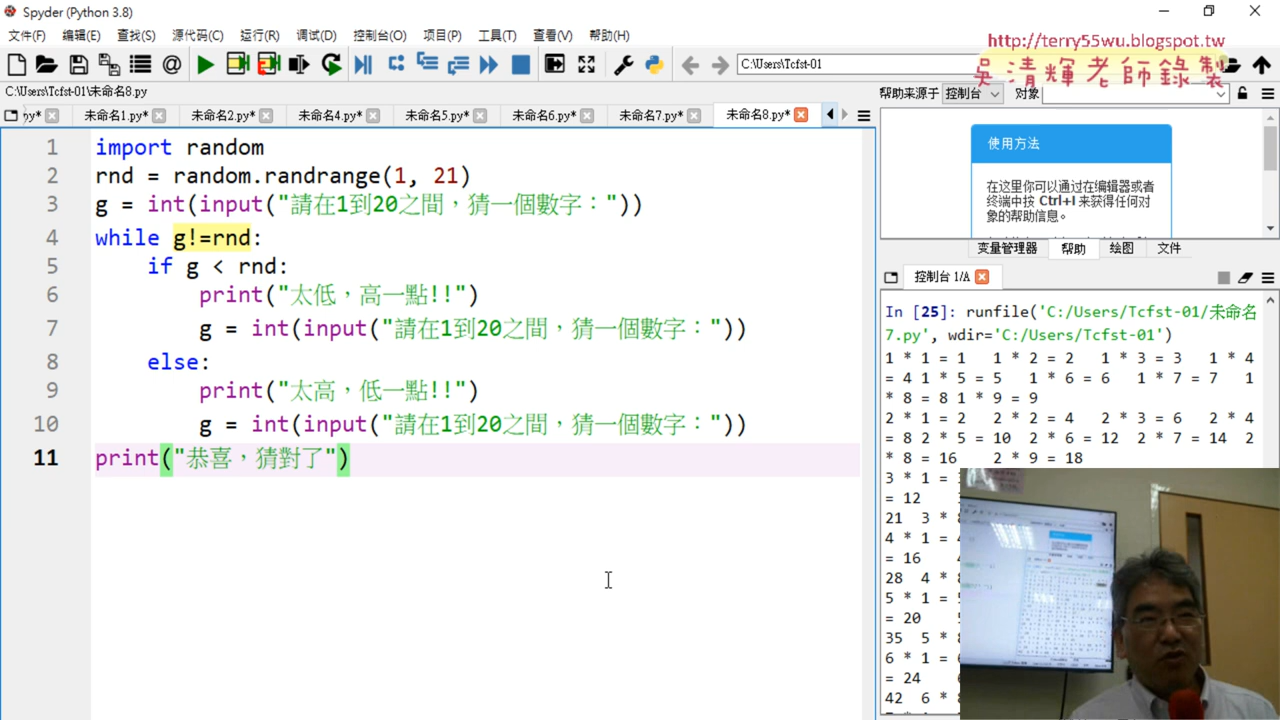 Spyder (Python 3.8)
文件(F) 编辑(E) 查找(S) 源代码(C) 运行(R) 调试(D) 控制台(O) 项目(P) 工具(T) 查看(V) 帮助(H)
http://terry55wu.blogspot.tw
吳清輝老師錄製
C:\Users\Tcfst-01
C:\Users\Tcfst-01\未命名8.py
帮助来源于 控制台 对象
py* 未命名1.py* 未命名2.py* 未命名4.py* 未命名5.py* 未命名6.py* 未命名7.py* 未命名8.py*
1 import random
2 rnd = random.randrange(1, 21)
3 g = int(input("請在1到20之間，猜一個數字："))
4 while g!=rnd:
5 if g < rnd:
6 print("太低，高一點!!")
7 g = int(input("請在1到20之間，猜一個數字："))
8 else:
9 print("太高，低一點!!")
10 g = int(input("請在1到20之間，猜一個數字："))
11 print("恭喜，猜對了")
使用方法
在这里你可以通过在编辑器或者
终端中按 Ctrl+I 来获得任何对
象的帮助信息。
变量管理器 帮助 绘图 文件
控制台 1/A
In [25]: runfile('C:/Users/Tcfst-01/未命名
7.py', wdir='C:/Users/Tcfst-01')
1 * 1 = 1 1 * 2 = 2 1 * 3 = 3 1 * 4
= 4 1 * 5 = 5 1 * 6 = 6 1 * 7 = 7 1
* 8 = 8 1 * 9 = 9
2 * 1 = 2 2 * 2 = 4 2 * 3 = 6 2 * 4
= 8 2 * 5 = 10 2 * 6 = 12 2 * 7 = 14 2
* 8 = 16 2 * 9 = 18
3 * 1 =
= 12
21 3 *
4 * 1 =
= 16
28 4 *
5 * 1 =
= 20
35 5 *
6 * 1 =
= 24
42 6 *